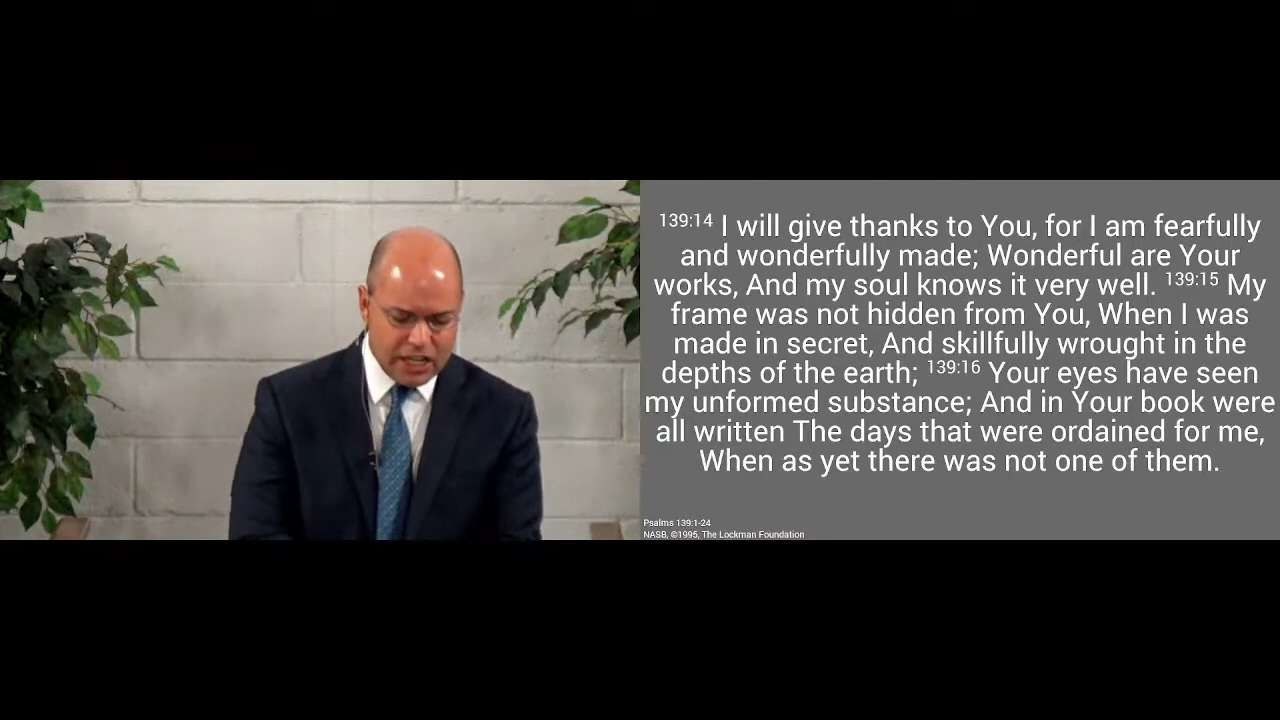 139:14 I will give thanks to You, for I am fearfully
and wonderfully made; Wonderful are Your
works, And my soul knows it very well. 139:15 My
frame was not hidden from You, When I was
made in secret, And skillfully wrought in the
depths of the earth; 139:16 Your eyes have seen
my unformed substance; And in Your book were
all written The days that were ordained for me,
When as yet there was not one of them.
Psalms 139:1-24
NASB, ©1995, The Lockman Foundation